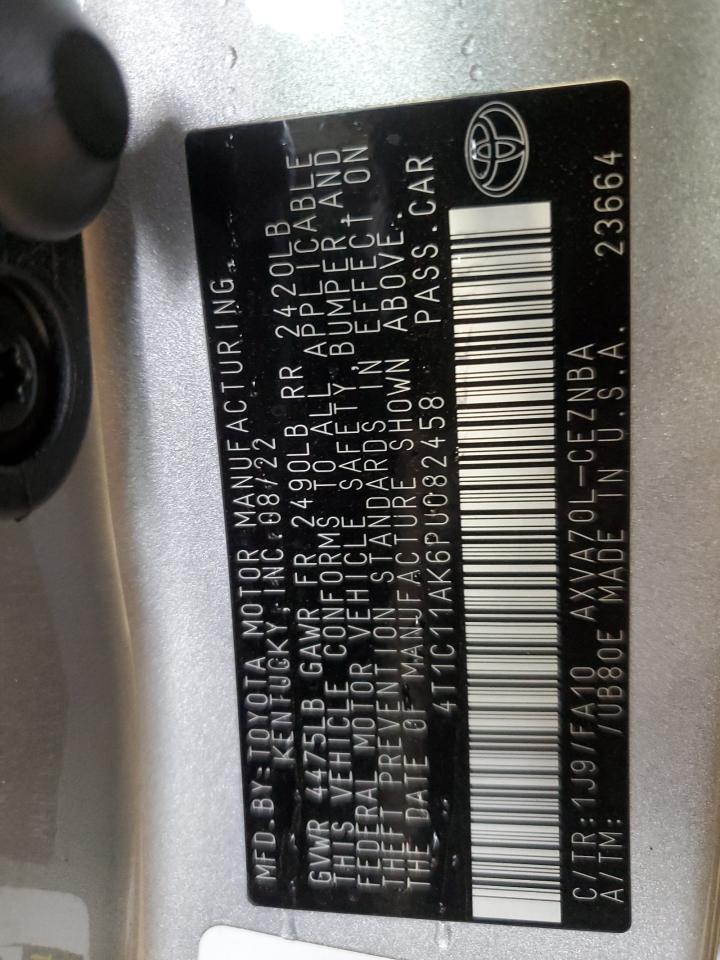 MFD.BY:TOYOTA MOTOR MANUFACTURING,
KENTUCKY,INC.08/22
GVWR 4475LB GAWR FR 2490LB RR 2420LB
THIS VEHICLE CONFORMS TO ALL APPLICABLE
FEDERAL MOTOR VEHICLE SAFETY,BUMPER,AND
THEFT PREVENTION STANDARDS IN EFFECT ON
THE DATE OF MANUFACTURE SHOWN ABOVE.
4T1C11AK6PU082458 PASS.CAR
C/TR:1J9/FA10 AXVA70L-CEZNBA
A/TM: /UB80E MADE IN U.S.A. 23664